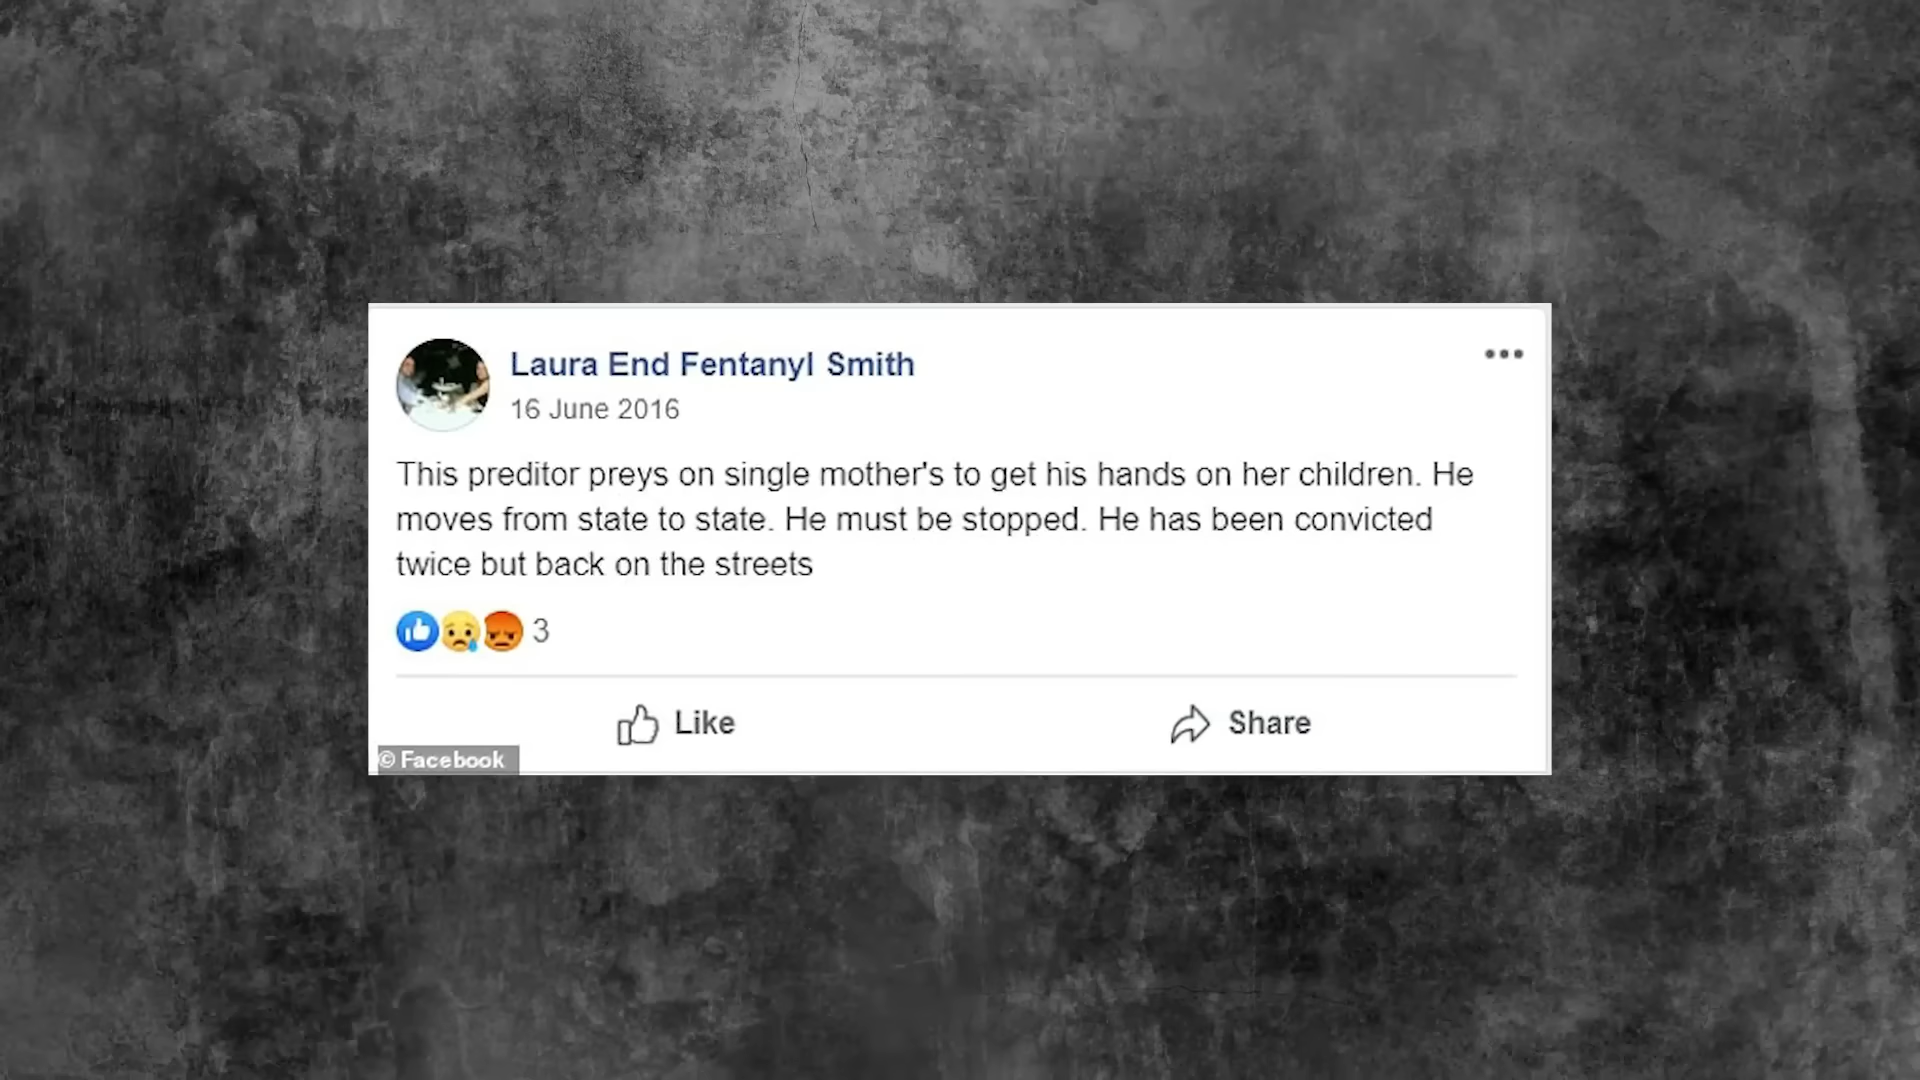 Laura End Fentanyl Smith
16 June 2016
This preditor preys on single mother's to get his hands on her children. He
moves from state to state. He must be stopped. He has been convicted
twice but back on the streets
3
Like
Share
© Facebook